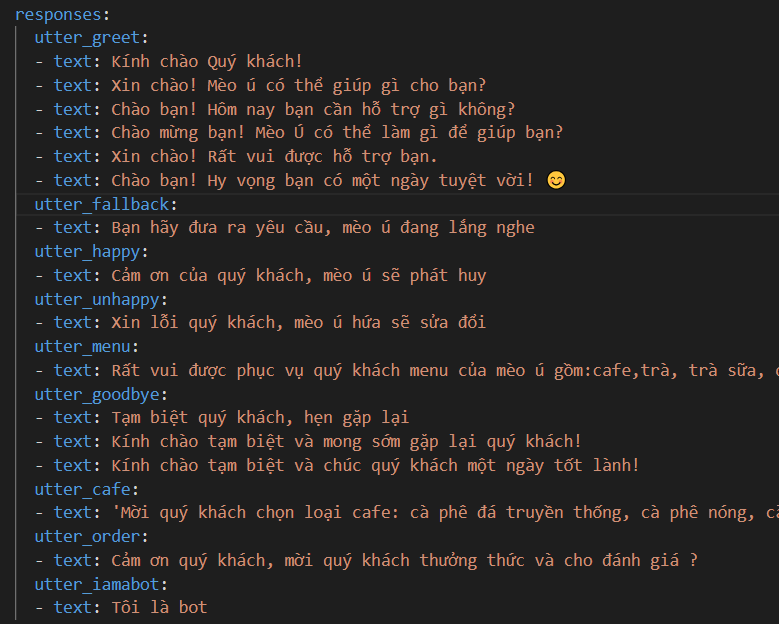 responses:
utter_greet:
- text: Kính chào Quý khách!
- text: Xin chào! Mèo ú có thể giúp gì cho bạn?
- text: Chào bạn! Hôm nay bạn cần hỗ trợ gì không?
- text: Chào mừng bạn! Mèo Ú có thể làm gì để giúp bạn?
- text: Xin chào! Rất vui được hỗ trợ bạn.
- text: Chào bạn! Hy vọng bạn có một ngày tuyệt vời! 😊
utter_fallback:
- text: Bạn hãy đưa ra yêu cầu, mèo ú đang lắng nghe
utter_happy:
- text: Cảm ơn của quý khách, mèo ú sẽ phát huy
utter_unhappy:
- text: Xin lỗi quý khách, mèo ú hứa sẽ sửa đổi
utter_menu:
- text: Rất vui được phục vụ quý khách menu của mèo ú gồm:cafe,trà, trà sữa,
utter_goodbye:
- text: Tạm biệt quý khách, hẹn gặp lại
- text: Kính chào tạm biệt và mong sớm gặp lại quý khách!
- text: Kính chào tạm biệt và chúc quý khách một ngày tốt lành!
utter_cafe:
- text: 'Mời quý khách chọn loại cafe: cà phê đá truyền thống, cà phê nóng,
utter_order:
- text: Cảm ơn quý khách, mời quý khách thưởng thức và cho đánh giá ?
utter_iamabot:
- text: Tôi là bot